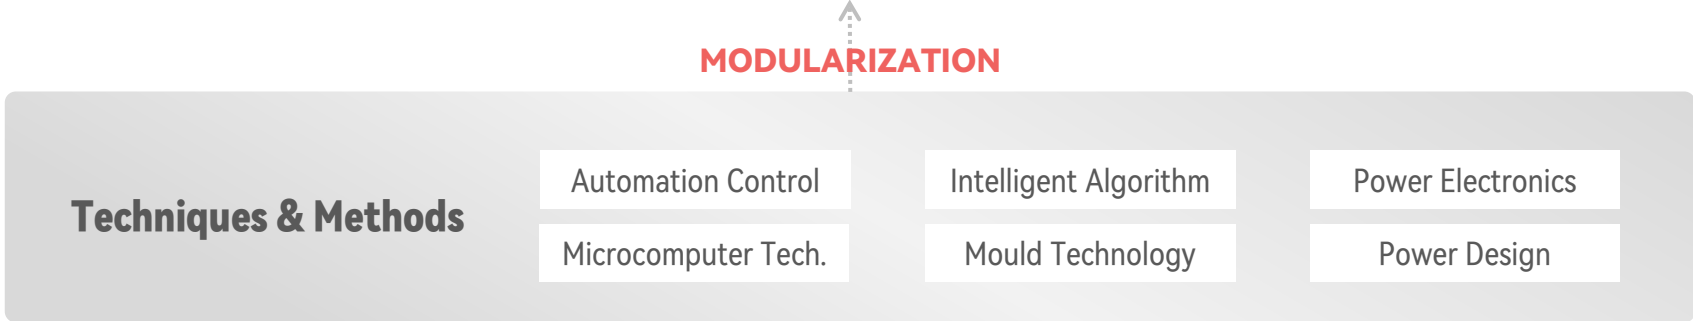 MODULARIZATION
Techniques & Methods
Automation Control
Intelligent Algorithm
Power Electronics
Microcomputer Tech.
Mould Technology
Power Design